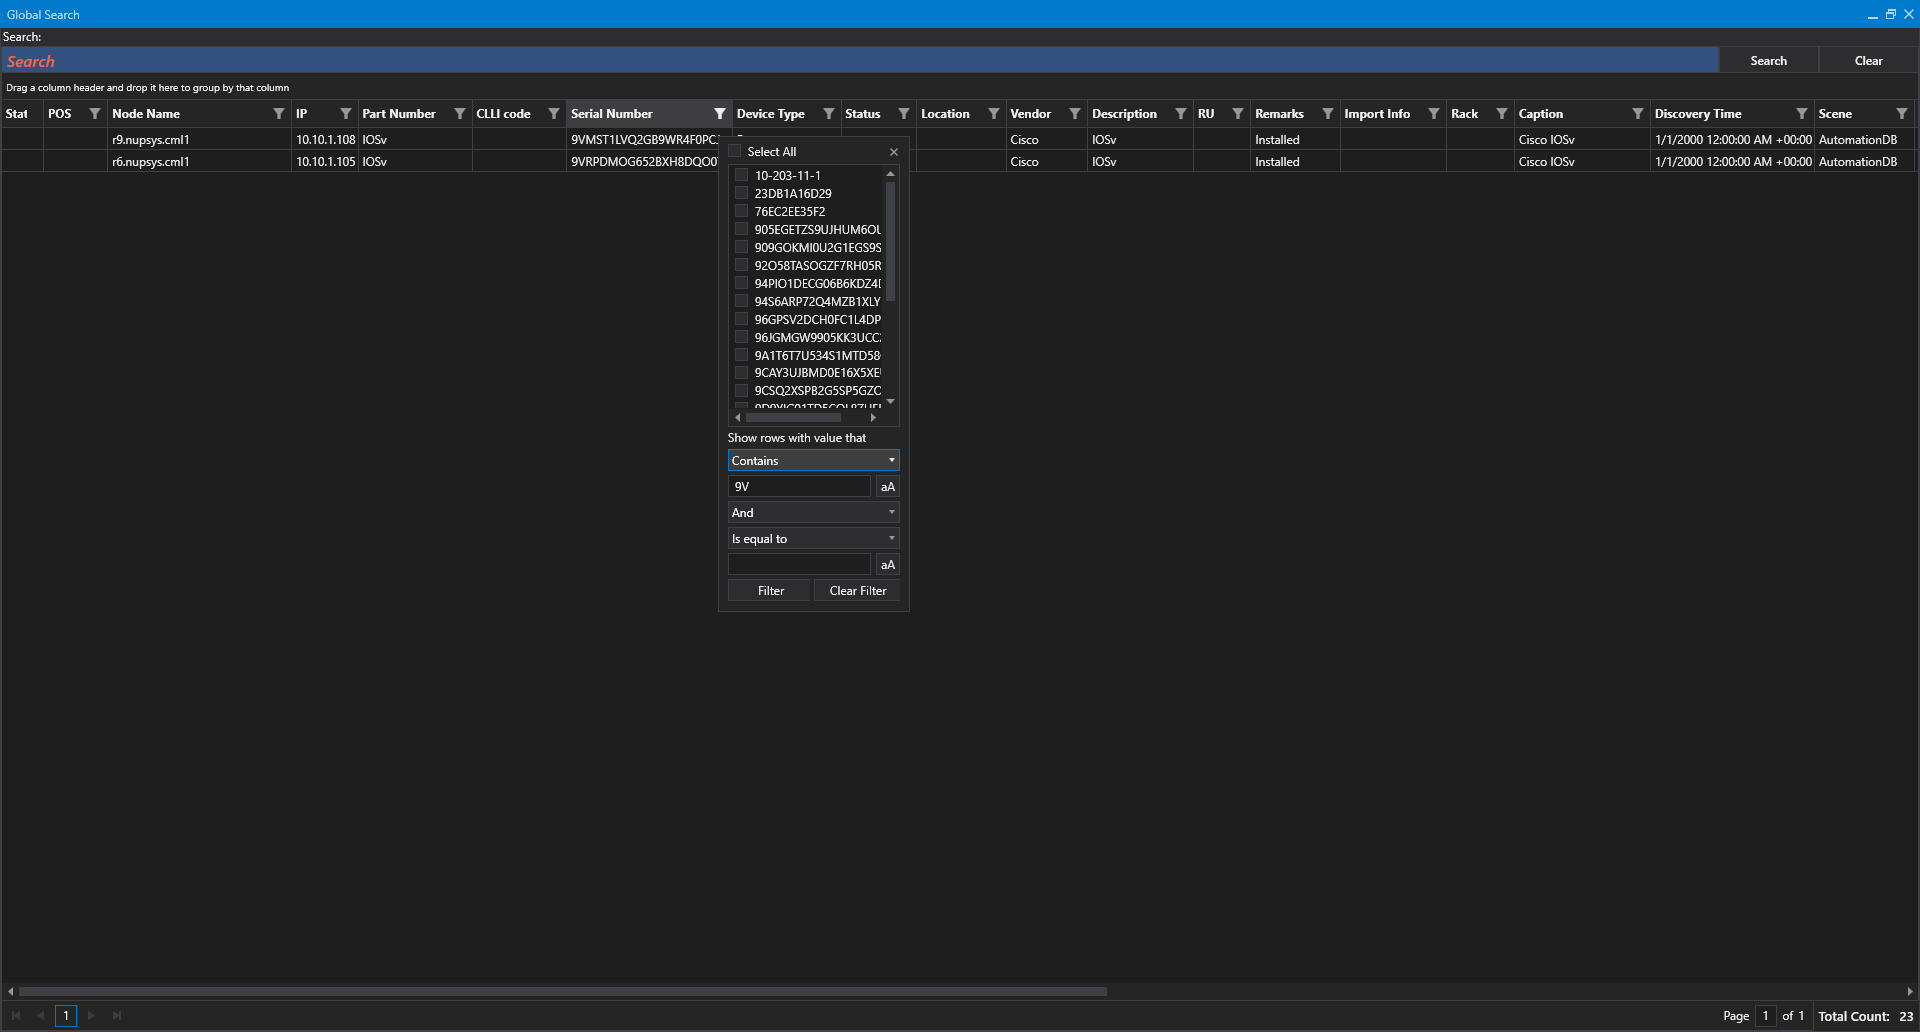 Global Search
Search:
Search
Search Clear
Drag a column header and drop it here to group by that column
Stat POS Node Name IP Part Number CLLI code Serial Number Device Type Status Location Vendor Description RU Remarks Import Info Rack Caption Discovery Time Scene
r9.nupsys.cml1 10.10.1.108 IOSv 9VMST1LVQ2GB9WR4F0PC Cisco IOSv Installed Cisco IOSv 1/1/2000 12:00:00 AM +00:00 AutomationDB
r6.nupsys.cml1 10.10.1.105 IOSv 9VRPDMOG652BXH8DQO0 Cisco IOSv Installed Cisco IOSv 1/1/2000 12:00:00 AM +00:00 AutomationDB
Select All
10-203-11-1
23DB1A16D29
76EC2EE35F2
905EGETZS9UJHUM6OU
909GOKMI0U2G1EGS9S
92O58TASOGZF7RH05R
94PIO1DECG06B6KDZ4
94S6ARP72Q4MZB1XLY
96GPSV2DCH0FC1L4DP
96JGMGW9905KK3UCC
9A1T6T7U534S1MTD58
9CAY3UJBMD0E16X5XE
9CSQ2XSPB2G5SP5GZO
Show rows with value that
Contains
9V aA
And
Is equal to
aA
Filter Clear Filter
1 Page 1 of 1 Total Count: 23